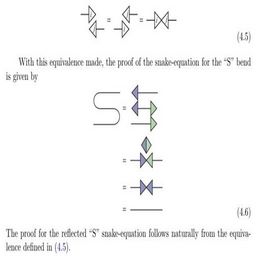 = =
(4.5)
With this equivalence made, the proof of the snake-equation for the “S” bend
is given by
=
=
=
=
(4.6)
The proof for the reflected “S” snake-equation follows naturally from the equiva-
lence defined in (4.5).